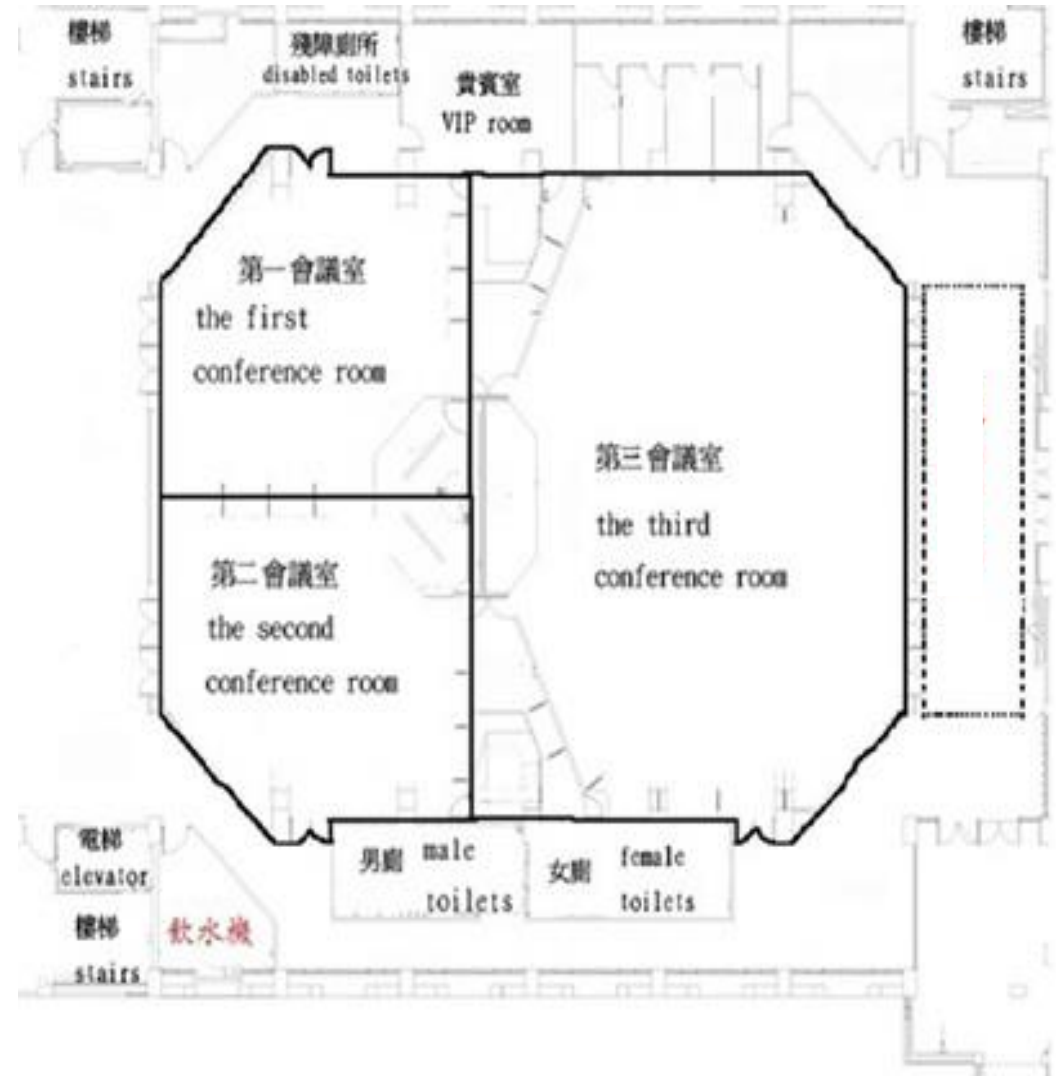 樓梯
stairs
殘障廁所
disabled toilets
貴賓室
VIP room
樓梯
stairs
第一會議室
the first
conference room
第三會議室
the third
conference room
第二會議室
the second
conference room
電梯
elevator
樓梯
stairs
飲水機
男廁 male
toilets
女廁 female
toilets